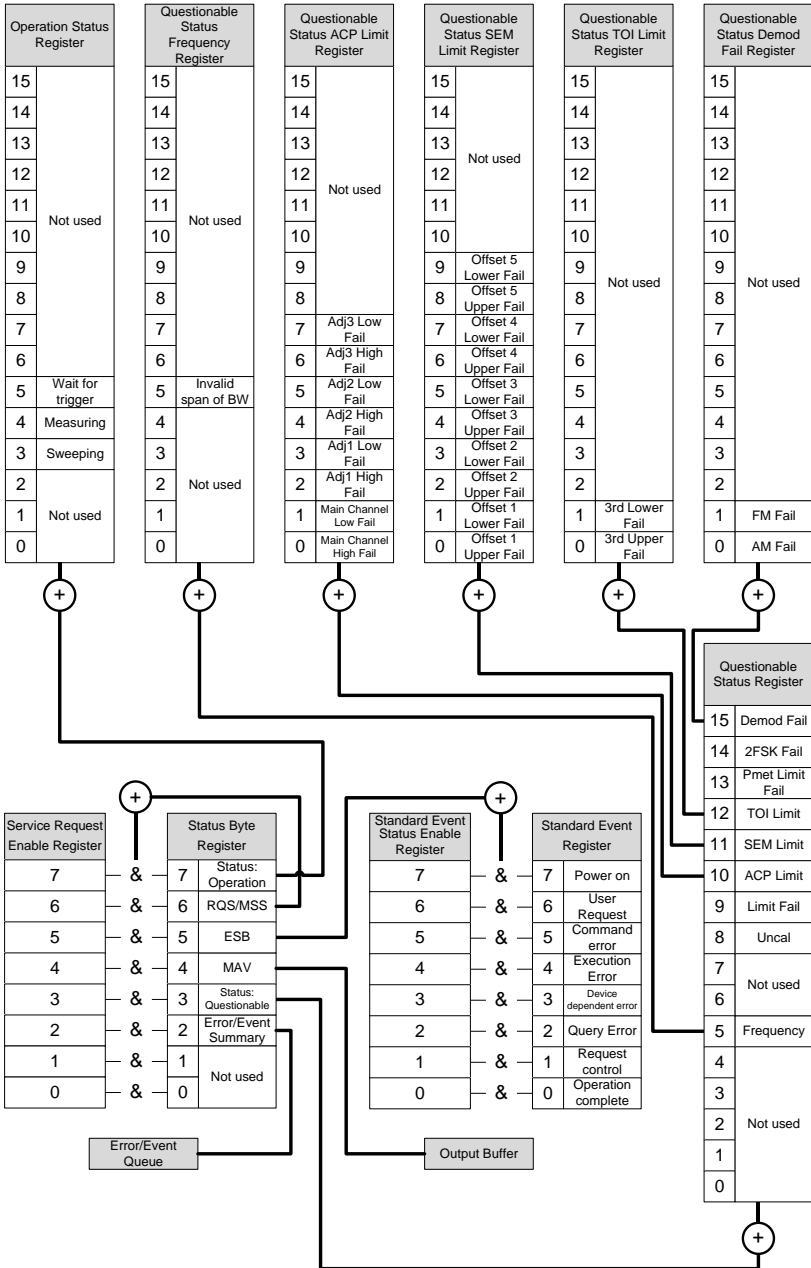 Operation Status
Register
15
14
13
12
11
10
9
8
7
6
5
4
3
2
1
0
Not used
Wait for
trigger
Measuring
Sweeping
Not used
Questionable
Status
Frequency
Register
15
14
13
12
11
10
9
8
7
6
5
4
3
2
1
0
Not used
Invalid
span of BW
Not used
Questionable
Status ACP Limit
Register
15
14
13
12
11
10
9
8
7
6
5
4
3
2
1
0
Not used
Adj3 Low
Fail
Adj3 High
Fail
Adj2 Low
Fail
Adj2 High
Fail
Adj1 Low
Fail
Adj1 High
Fail
Main Channel
Low Fail
Main Channel
High Fail
Questionable
Status SEM
Limit Register
15
14
13
12
11
10
9
8
7
6
5
4
3
2
1
0
Not used
Offset 5
Lower Fail
Offset 5
Upper Fail
Offset 4
Lower Fail
Offset 4
Upper Fail
Offset 3
Lower Fail
Offset 3
Upper Fail
Offset 2
Lower Fail
Offset 2
Upper Fail
Offset 1
Lower Fail
Offset 1
Upper Fail
Questionable
Status TOI Limit
Register
15
14
13
12
11
10
9
8
7
6
5
4
3
2
1
0
Not used
3rd Lower
Fail
3rd Upper
Fail
Questionable
Status Demod
Fail Register
15
14
13
12
11
10
9
8
7
6
5
4
3
2
1
0
Not used
FM Fail
AM Fail
+
+
+
+
+
+
Questionable
Status Register
15 Demod Fail
14 2FSK Fail
13 Pmet Limit
Fail
12 TOI Limit
11 SEM Limit
10 ACP Limit
9 Limit Fail
8 Uncal
7
6
Not used
5 Frequency
4
3
2
1
0
Not used
+
+
Service Request
Enable Register
Status Byte
Register
7 & 7 Status:
Operation
6 & 6 RQS/MSS
5 & 5 ESB
4 & 4 MAV
3 & 3 Status:
Questionable
2 & 2 Error/Event
Summary
1 & 1
0 & 0
Not used
+
Standard Event
Status Enable
Register
Standard Event
Register
7 & 7 Power on
6 & 6 User
Request
5 & 5 Command
error
4 & 4 Execution
Error
3 & 3 Device
dependent error
2 & 2 Query Error
1 & 1 Request
control
0 & 0 Operation
complete
Error/Event
Queue
Output Buffer
+